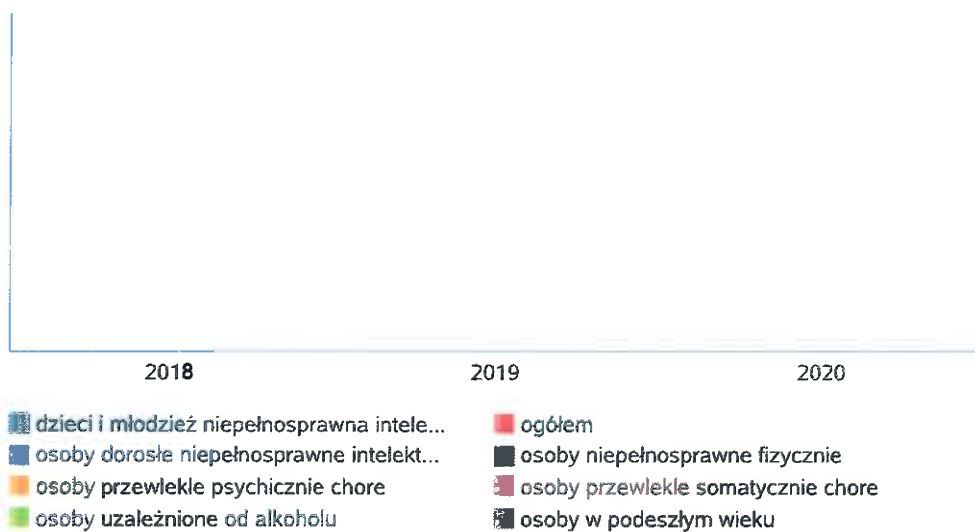 2018 2019 2020
dzieci i młodzież niepełnosprawna intele... ogółem
osoby dorosłe niepełnosprawne intelekt... osoby niepełnosprawne fizycznie
osoby przewlekle psychicznie chore osoby przewlekle somatycznie chore
osoby uzależnione od alkoholu osoby w podeszłym wieku